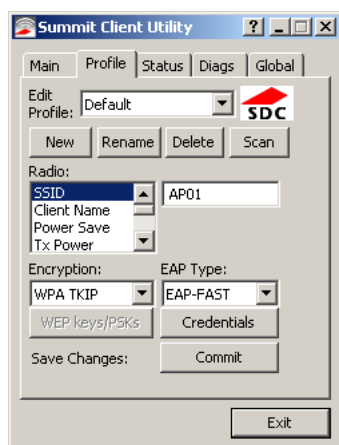 Summit Client Utility
Main Profile Status Diags Global
Edit
Profile: Default
SDC
New Rename Delete Scan
Radio:
SSID AP01
Client Name
Power Save
Tx Power
Encryption: EAP Type:
WPA TKIP EAP-FAST
WEP keys/PSKs Credentials
Save Changes: Commit
Exit